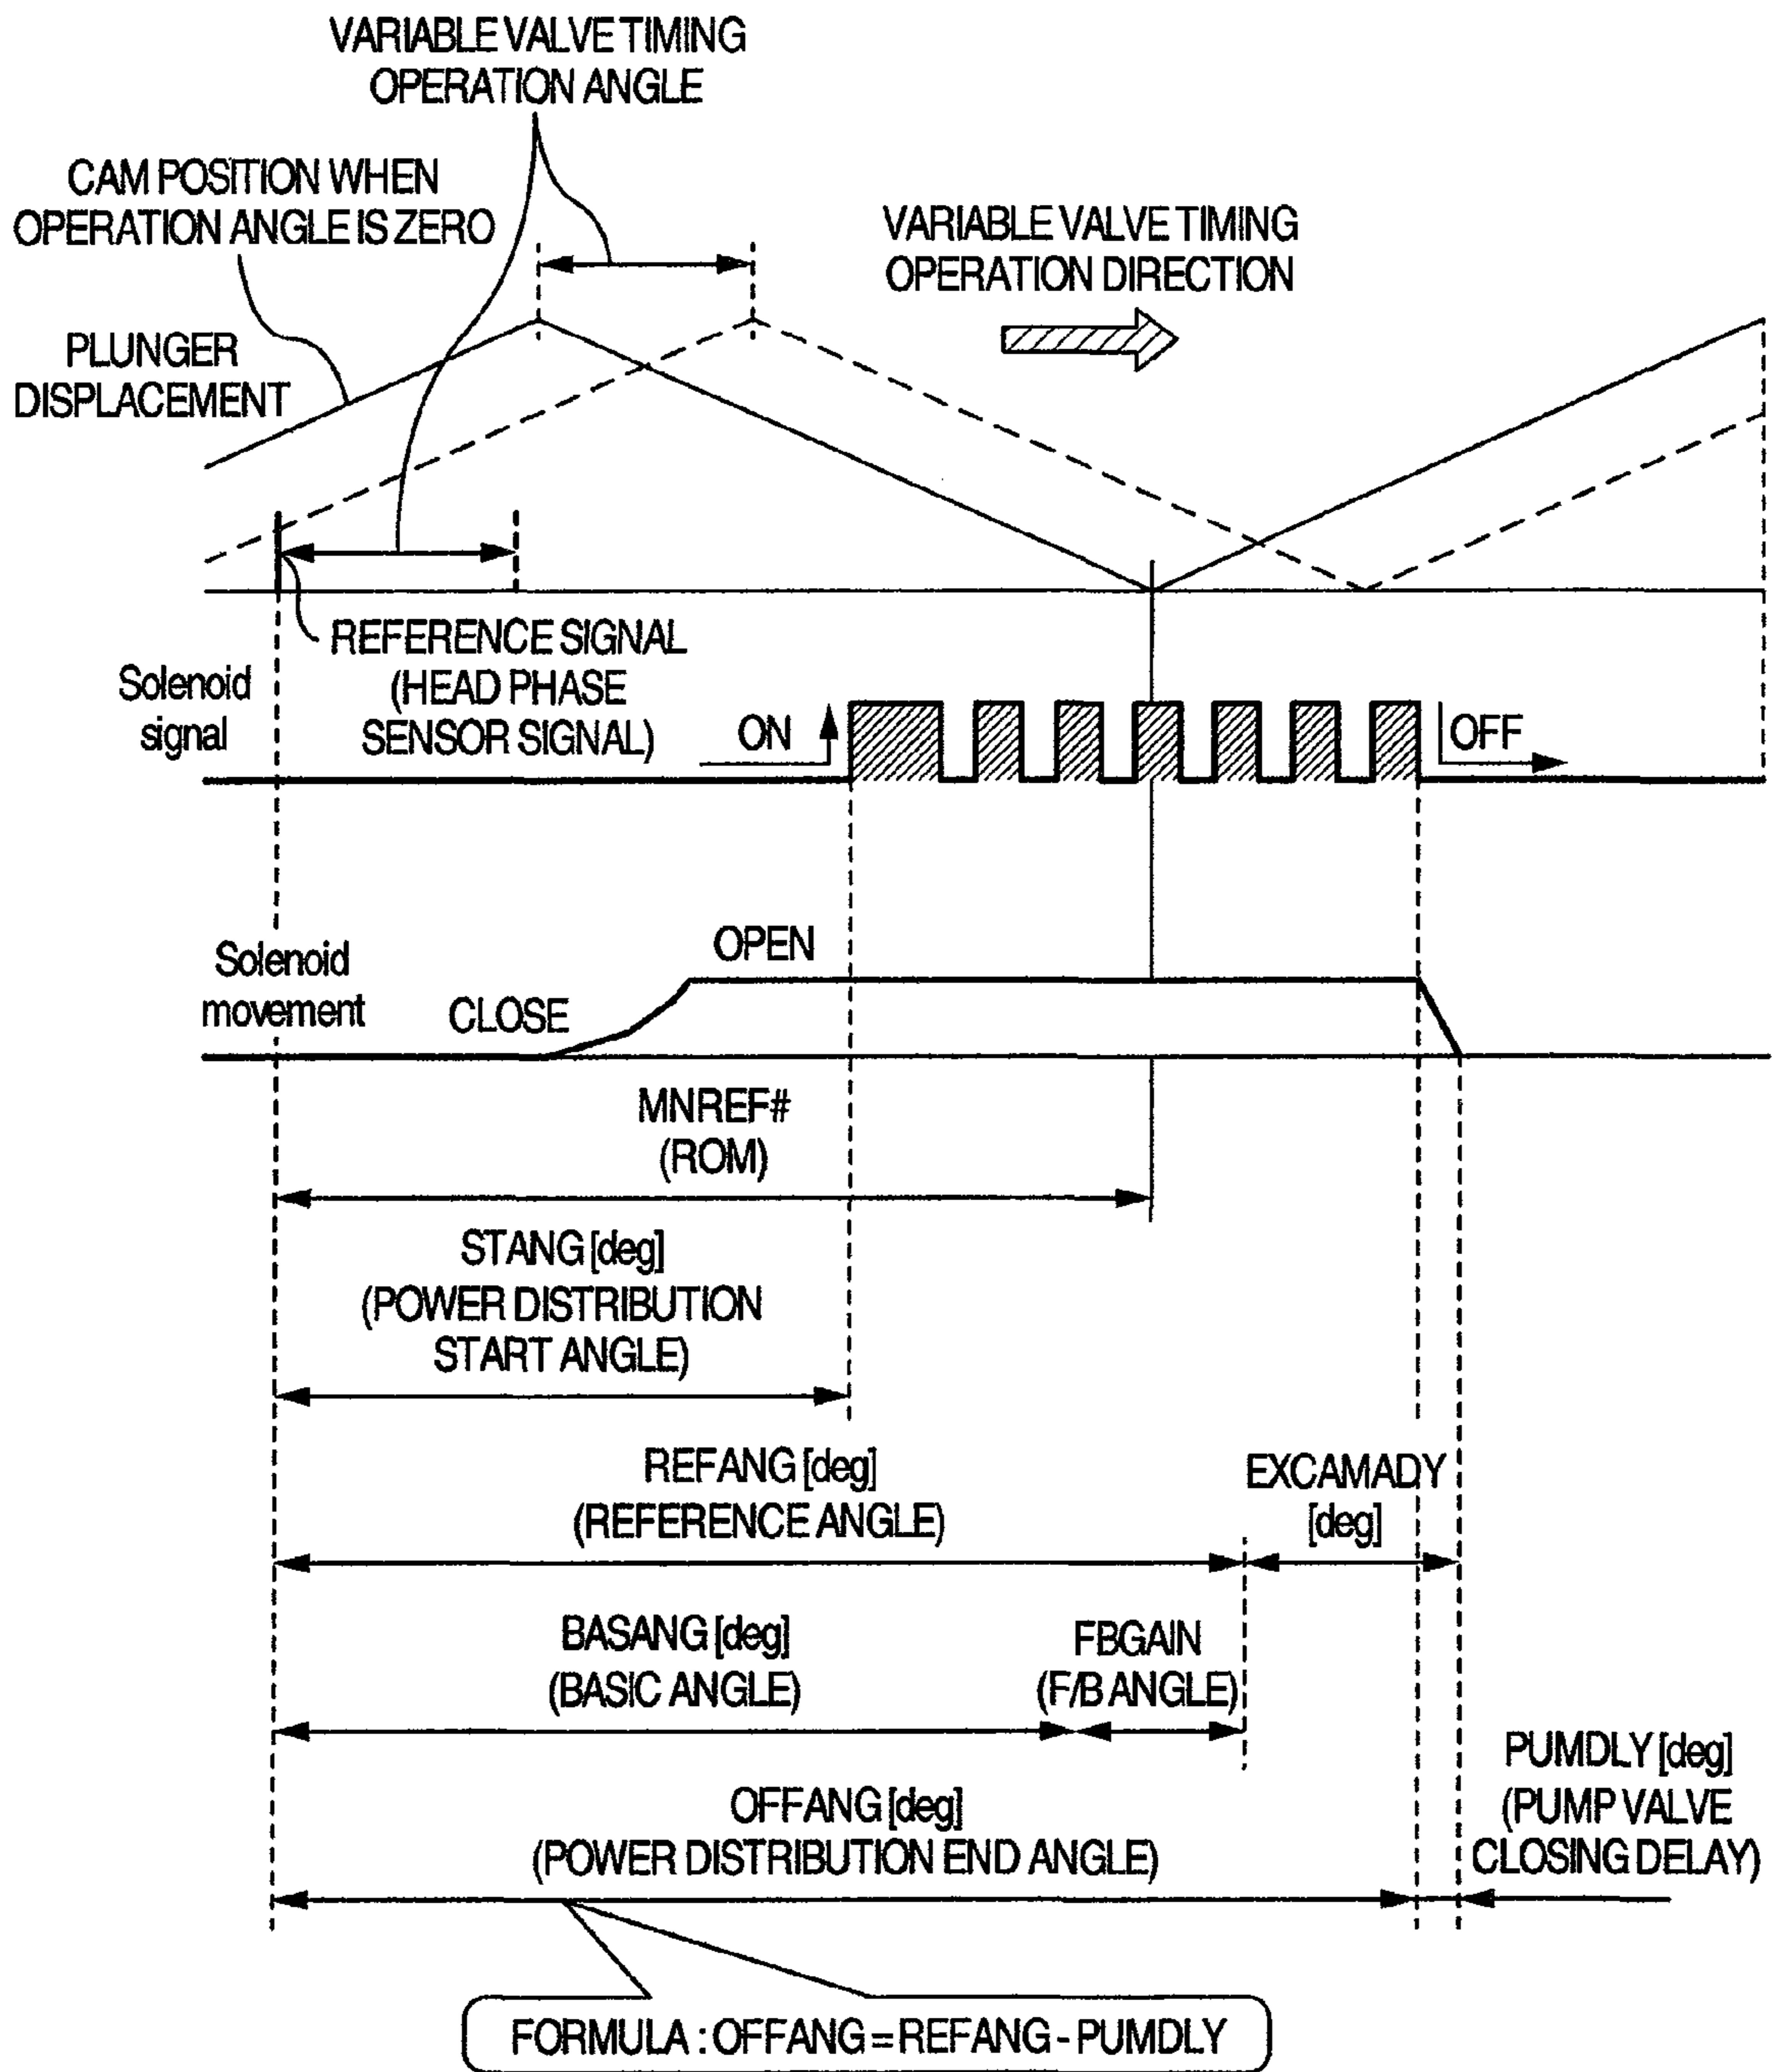 VARIABLE VALVE TIMING
OPERATION ANGLE
CAM POSITION WHEN
OPERATION ANGLE IS ZERO
VARIABLE VALVE TIMING
OPERATION DIRECTION
PLUNGER
DISPLACEMENT
REFERENCE SIGNAL
(HEAD PHASE
SENSOR SIGNAL)
Solenoid
signal
ON
OFF
OPEN
Solenoid
movement
CLOSE
MNREF#
(ROM)
STANG [deg]
(POWER DISTRIBUTION
START ANGLE)
REFANG [deg]
(REFERENCE ANGLE)
EXCAMADY
[deg]
BASANG [deg]
(BASIC ANGLE)
FBGAIN
(F/B ANGLE)
OFFANG [deg]
(POWER DISTRIBUTION END ANGLE)
PUMDLY [deg]
(PUMP VALVE
CLOSING DELAY)
FORMULA : OFFANG = REFANG - PUMDLY